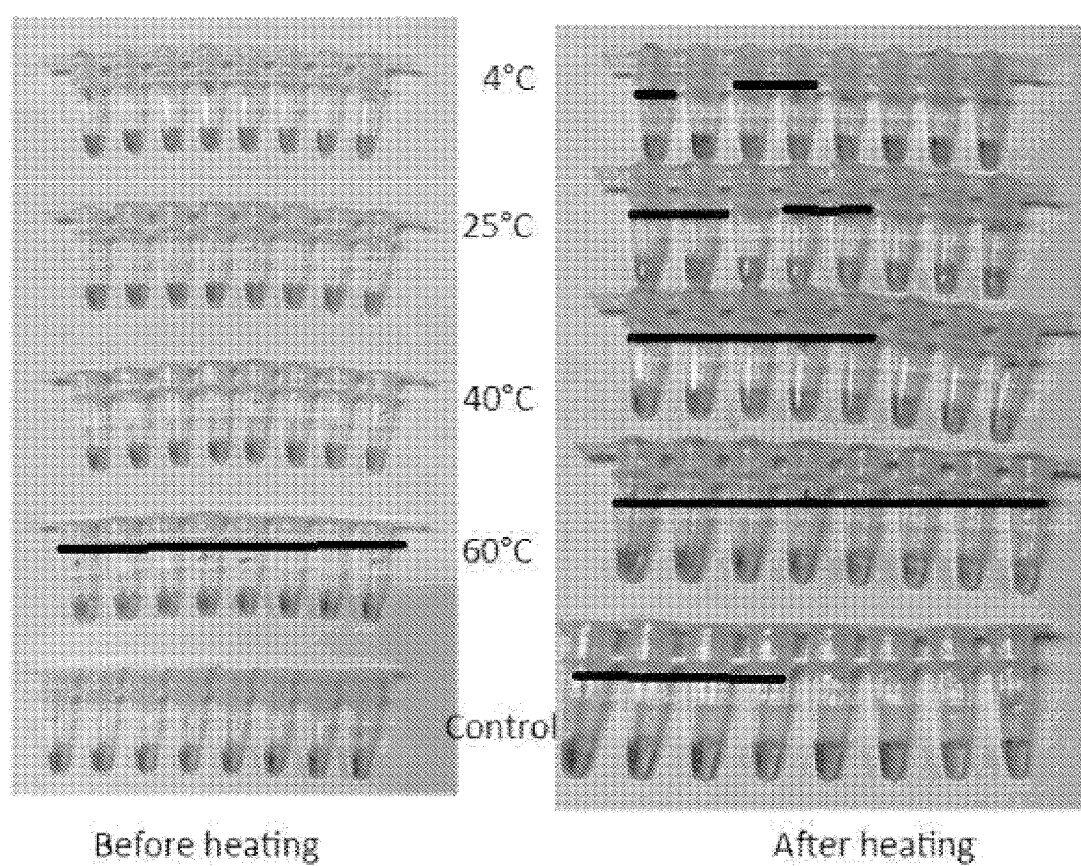 4°C
25°C
40°C
60°C
Control
Before heating
After heating